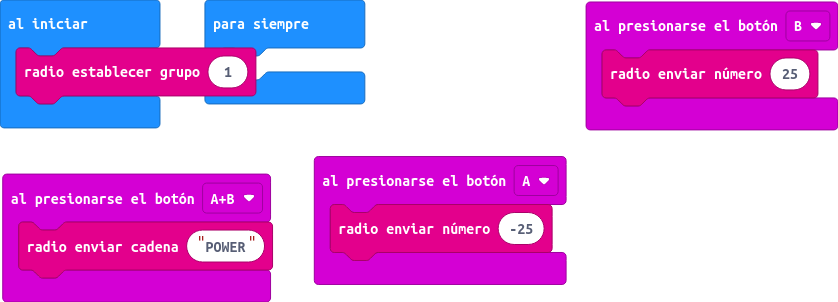 al iniciar
radio establecer grupo 1
para siempre
al presionarse el botón B
radio enviar número 25
al presionarse el botón A+B
radio enviar cadena "POWER"
al presionarse el botón A
radio enviar número -25